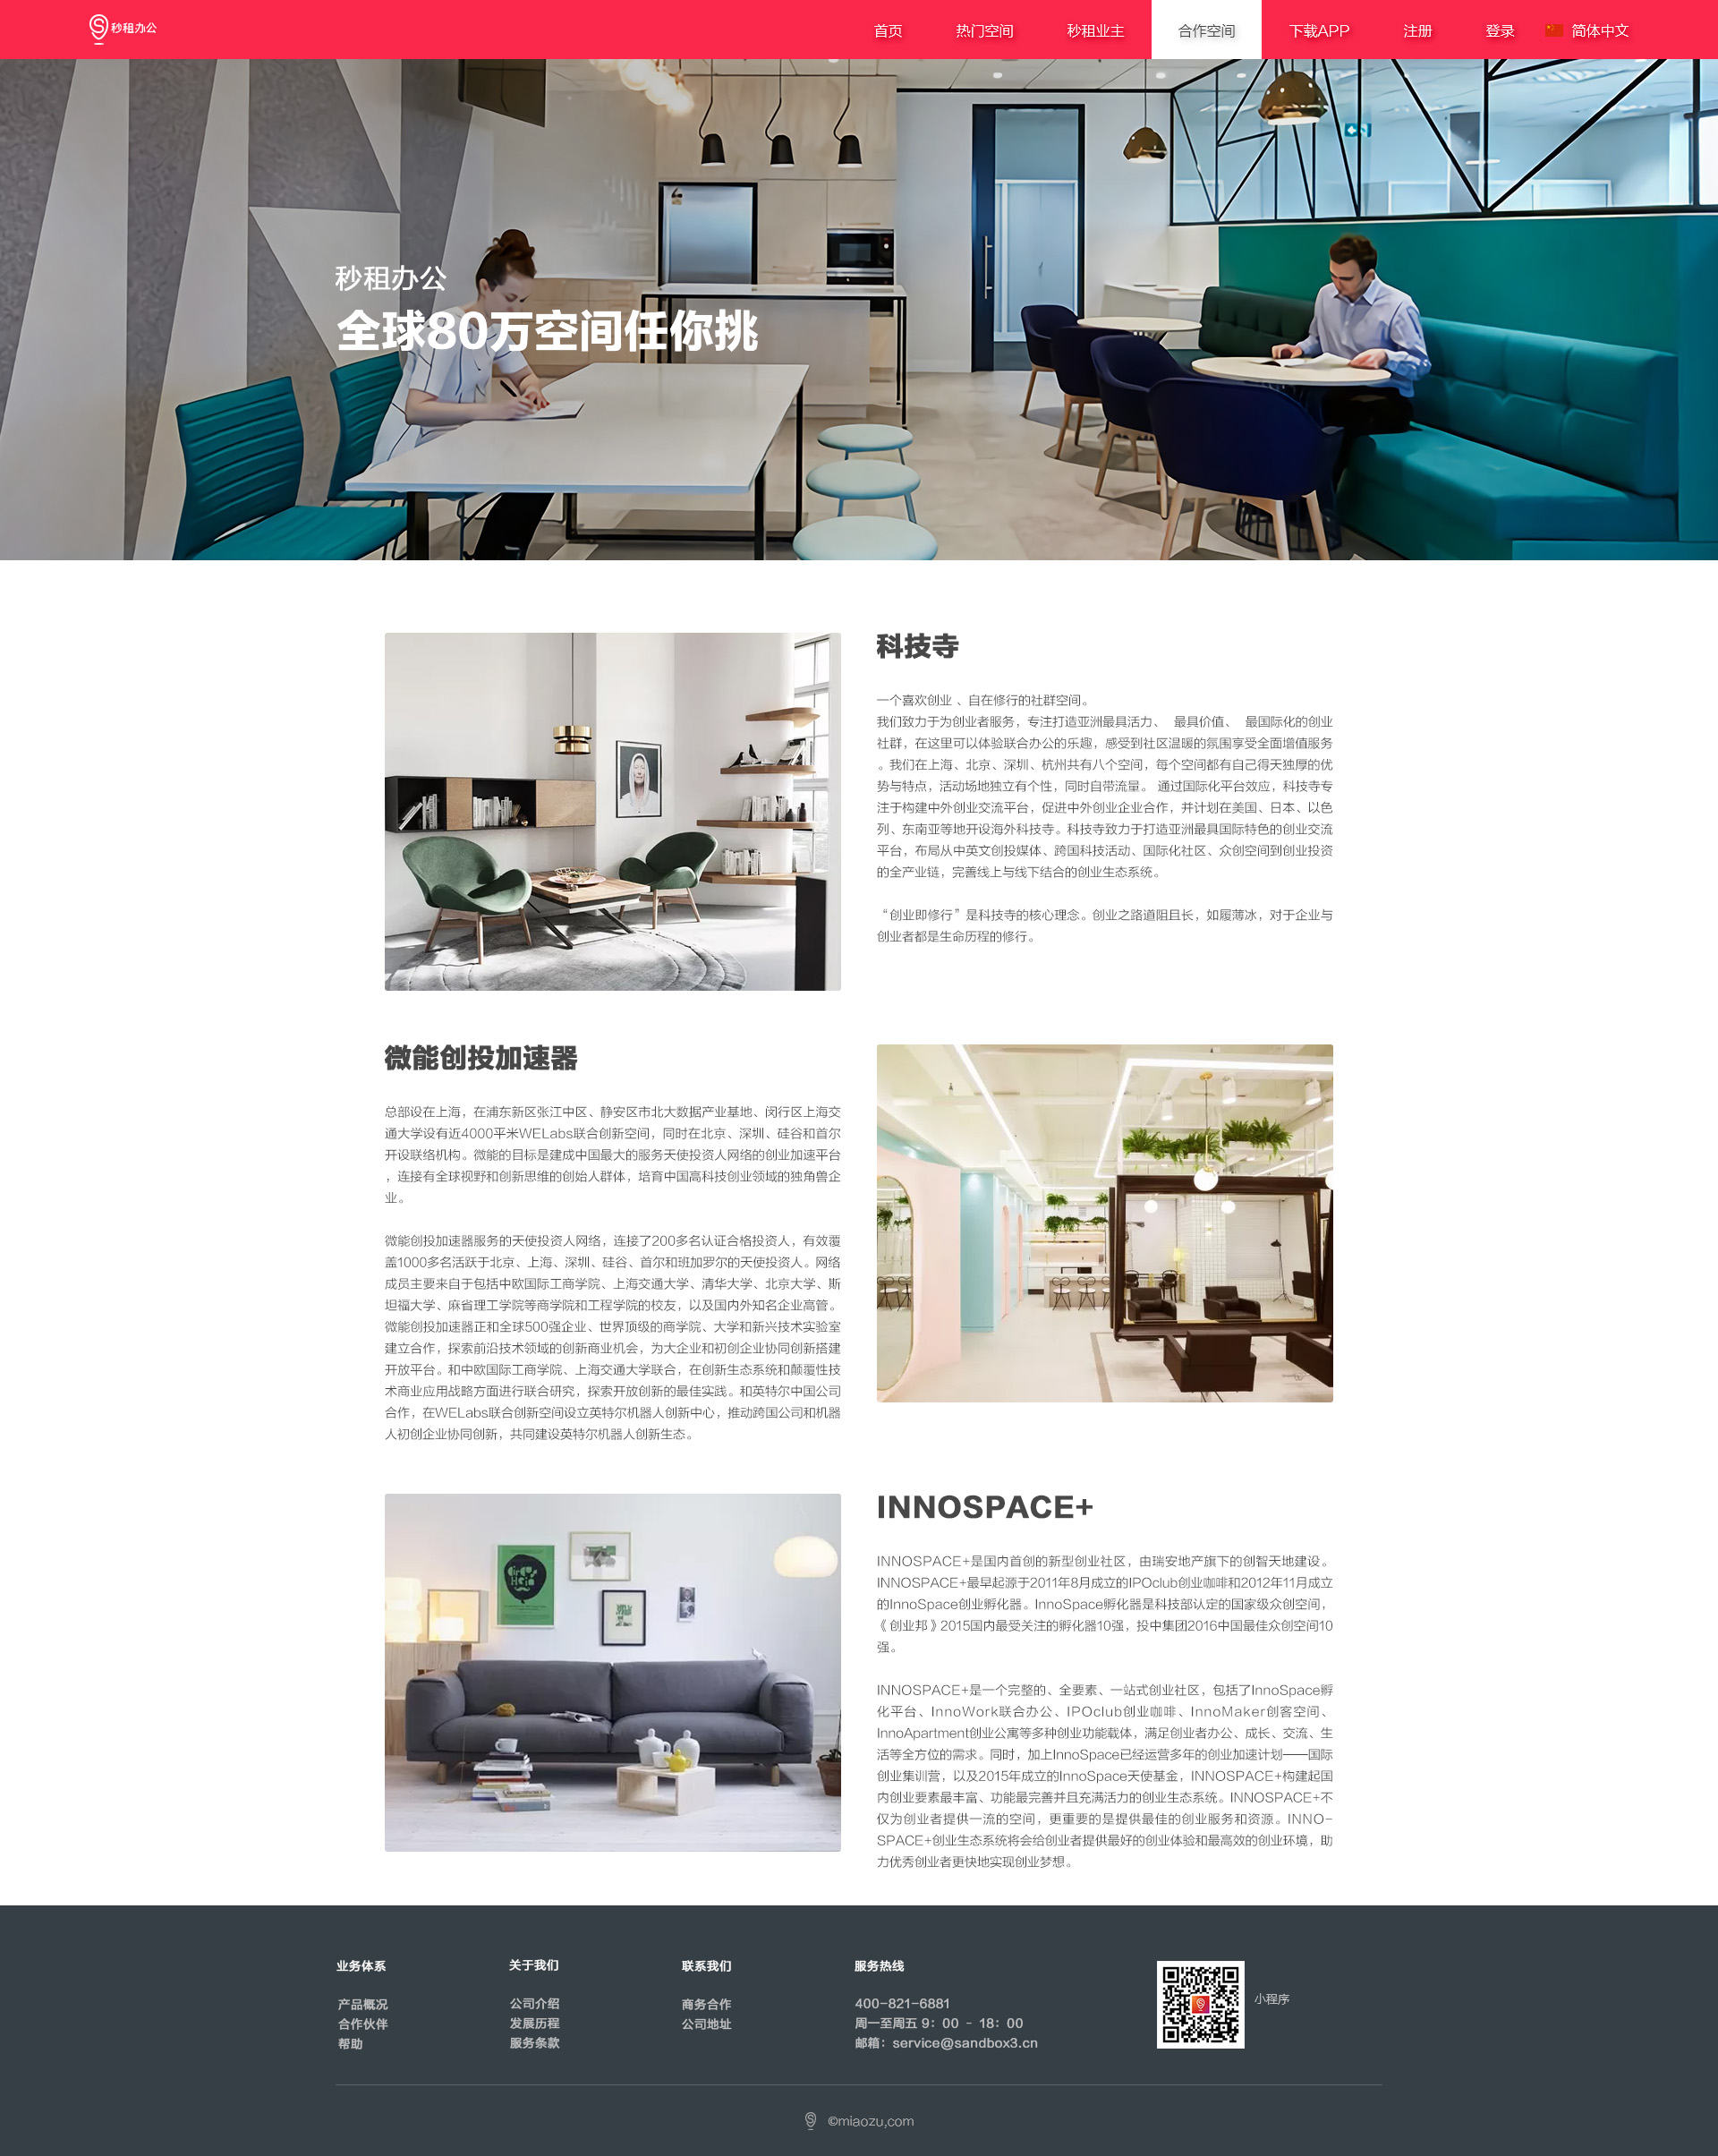 秒租办公
首页 热门空间 秒租业主 合作空间 下载APP 注册 登录 简体中文
秒租办公
全球80万空间任你挑
科技寺
一个喜欢创业 、自在修行的社群空间。
我们致力于为创业者服务，专注打造亚洲最具活力、 最具价值、 最国际化的创业
社群，在这里可以体验联合办公的乐趣，感受到社区温暖的氛围享受全面增值服务
。我们在上海、北京、深圳、杭州共有八个空间，每个空间都有自己得天独厚的优
势与特点，活动场地独立有个性，同时自带流量。 通过国际化平台效应，科技寺专
注于构建中外创业交流平台，促进中外创业企业合作，并计划在美国、日本、以色
列、东南亚等地开设海外科技寺。科技寺致力于打造亚洲最具国际特色的创业交流
平台，布局从中英文创投媒体、跨国科技活动、国际化社区、众创空间到创业投资
的全产业链，完善线上与线下结合的创业生态系统。
“创业即修行”是科技寺的核心理念。创业之路道阻且长，如履薄冰，对于企业与
创业者都是生命历程的修行。
微能创投加速器
总部设在上海，在浦东新区张江中区、静安区市北大数据产业基地、闵行区上海交
通大学设有近4000平米WELabs联合创新空间，同时在北京、深圳、硅谷和首尔
开设联络机构。微能的目标是建成中国最大的服务天使投资人网络的创业加速平台
，连接有全球视野和创新思维的创始人群体，培育中国高科技创业领域的独角兽企
业。
微能创投加速器服务的天使投资人网络，连接了200多名认证合格投资人，有效覆
盖1000多名活跃于北京、上海、深圳、硅谷、首尔和班加罗尔的天使投资人。网络
成员主要来自于包括中欧国际工商学院、上海交通大学、清华大学、北京大学、斯
坦福大学、麻省理工学院等商学院和工程学院的校友，以及国内外知名企业高管。
微能创投加速器正和全球500强企业、世界顶级的商学院、大学和新兴技术实验室
建立合作，探索前沿技术领域的创新商业机会，为大企业和初创企业协同创新搭建
开放平台。和中欧国际工商学院、上海交通大学联合，在创新生态系统和颠覆性技
术商业应用战略方面进行联合研究，探索开放创新的最佳实践。和英特尔中国公司
合作，在WELabs联合创新空间设立英特尔机器人创新中心，推动跨国公司和机器
人初创企业协同创新，共同建设英特尔机器人创新生态。
INNOSPACE+
INNOSPACE+是国内首创的新型创业社区，由瑞安地产旗下的创智天地建设。
INNOSPACE+最早起源于2011年8月成立的IPOclub创业咖啡和2012年11月成立
的InnoSpace创业孵化器。InnoSpace孵化器是科技部认定的国家级众创空间，
《创业邦》2015国内最受关注的孵化器10强，投中集团2016中国最佳众创空间10
强。
INNOSPACE+是一个完整的、全要素、一站式创业社区，包括了InnoSpace孵
化平台、InnoWork联合办公、IPOclub创业咖啡、InnoMaker创客空间、
InnoApartment创业公寓等多种创业功能载体，满足创业者办公、成长、交流、生
活等全方位的需求。同时，加上InnoSpace已经运营多年的创业加速计划——国际
创业集训营，以及2015年成立的InnoSpace天使基金，INNOSPACE+构建起国
内创业要素最丰富、功能最完善并且充满活力的创业生态系统。INNOSPACE+不
仅为创业者提供一流的空间，更重要的是提供最佳的创业服务和资源。INNO-
SPACE+创业生态系统将会给创业者提供最好的创业体验和最高效的创业环境，助
力优秀创业者更快地实现创业梦想。
业务体系
产品概况
合作伙伴
帮助
关于我们
公司介绍
发展历程
服务条款
联系我们
商务合作
公司地址
服务热线
400-821-6881
周一至周五 9：00 - 18：00
邮箱：service@sandbox3.cn
小程序
©miaozu,com